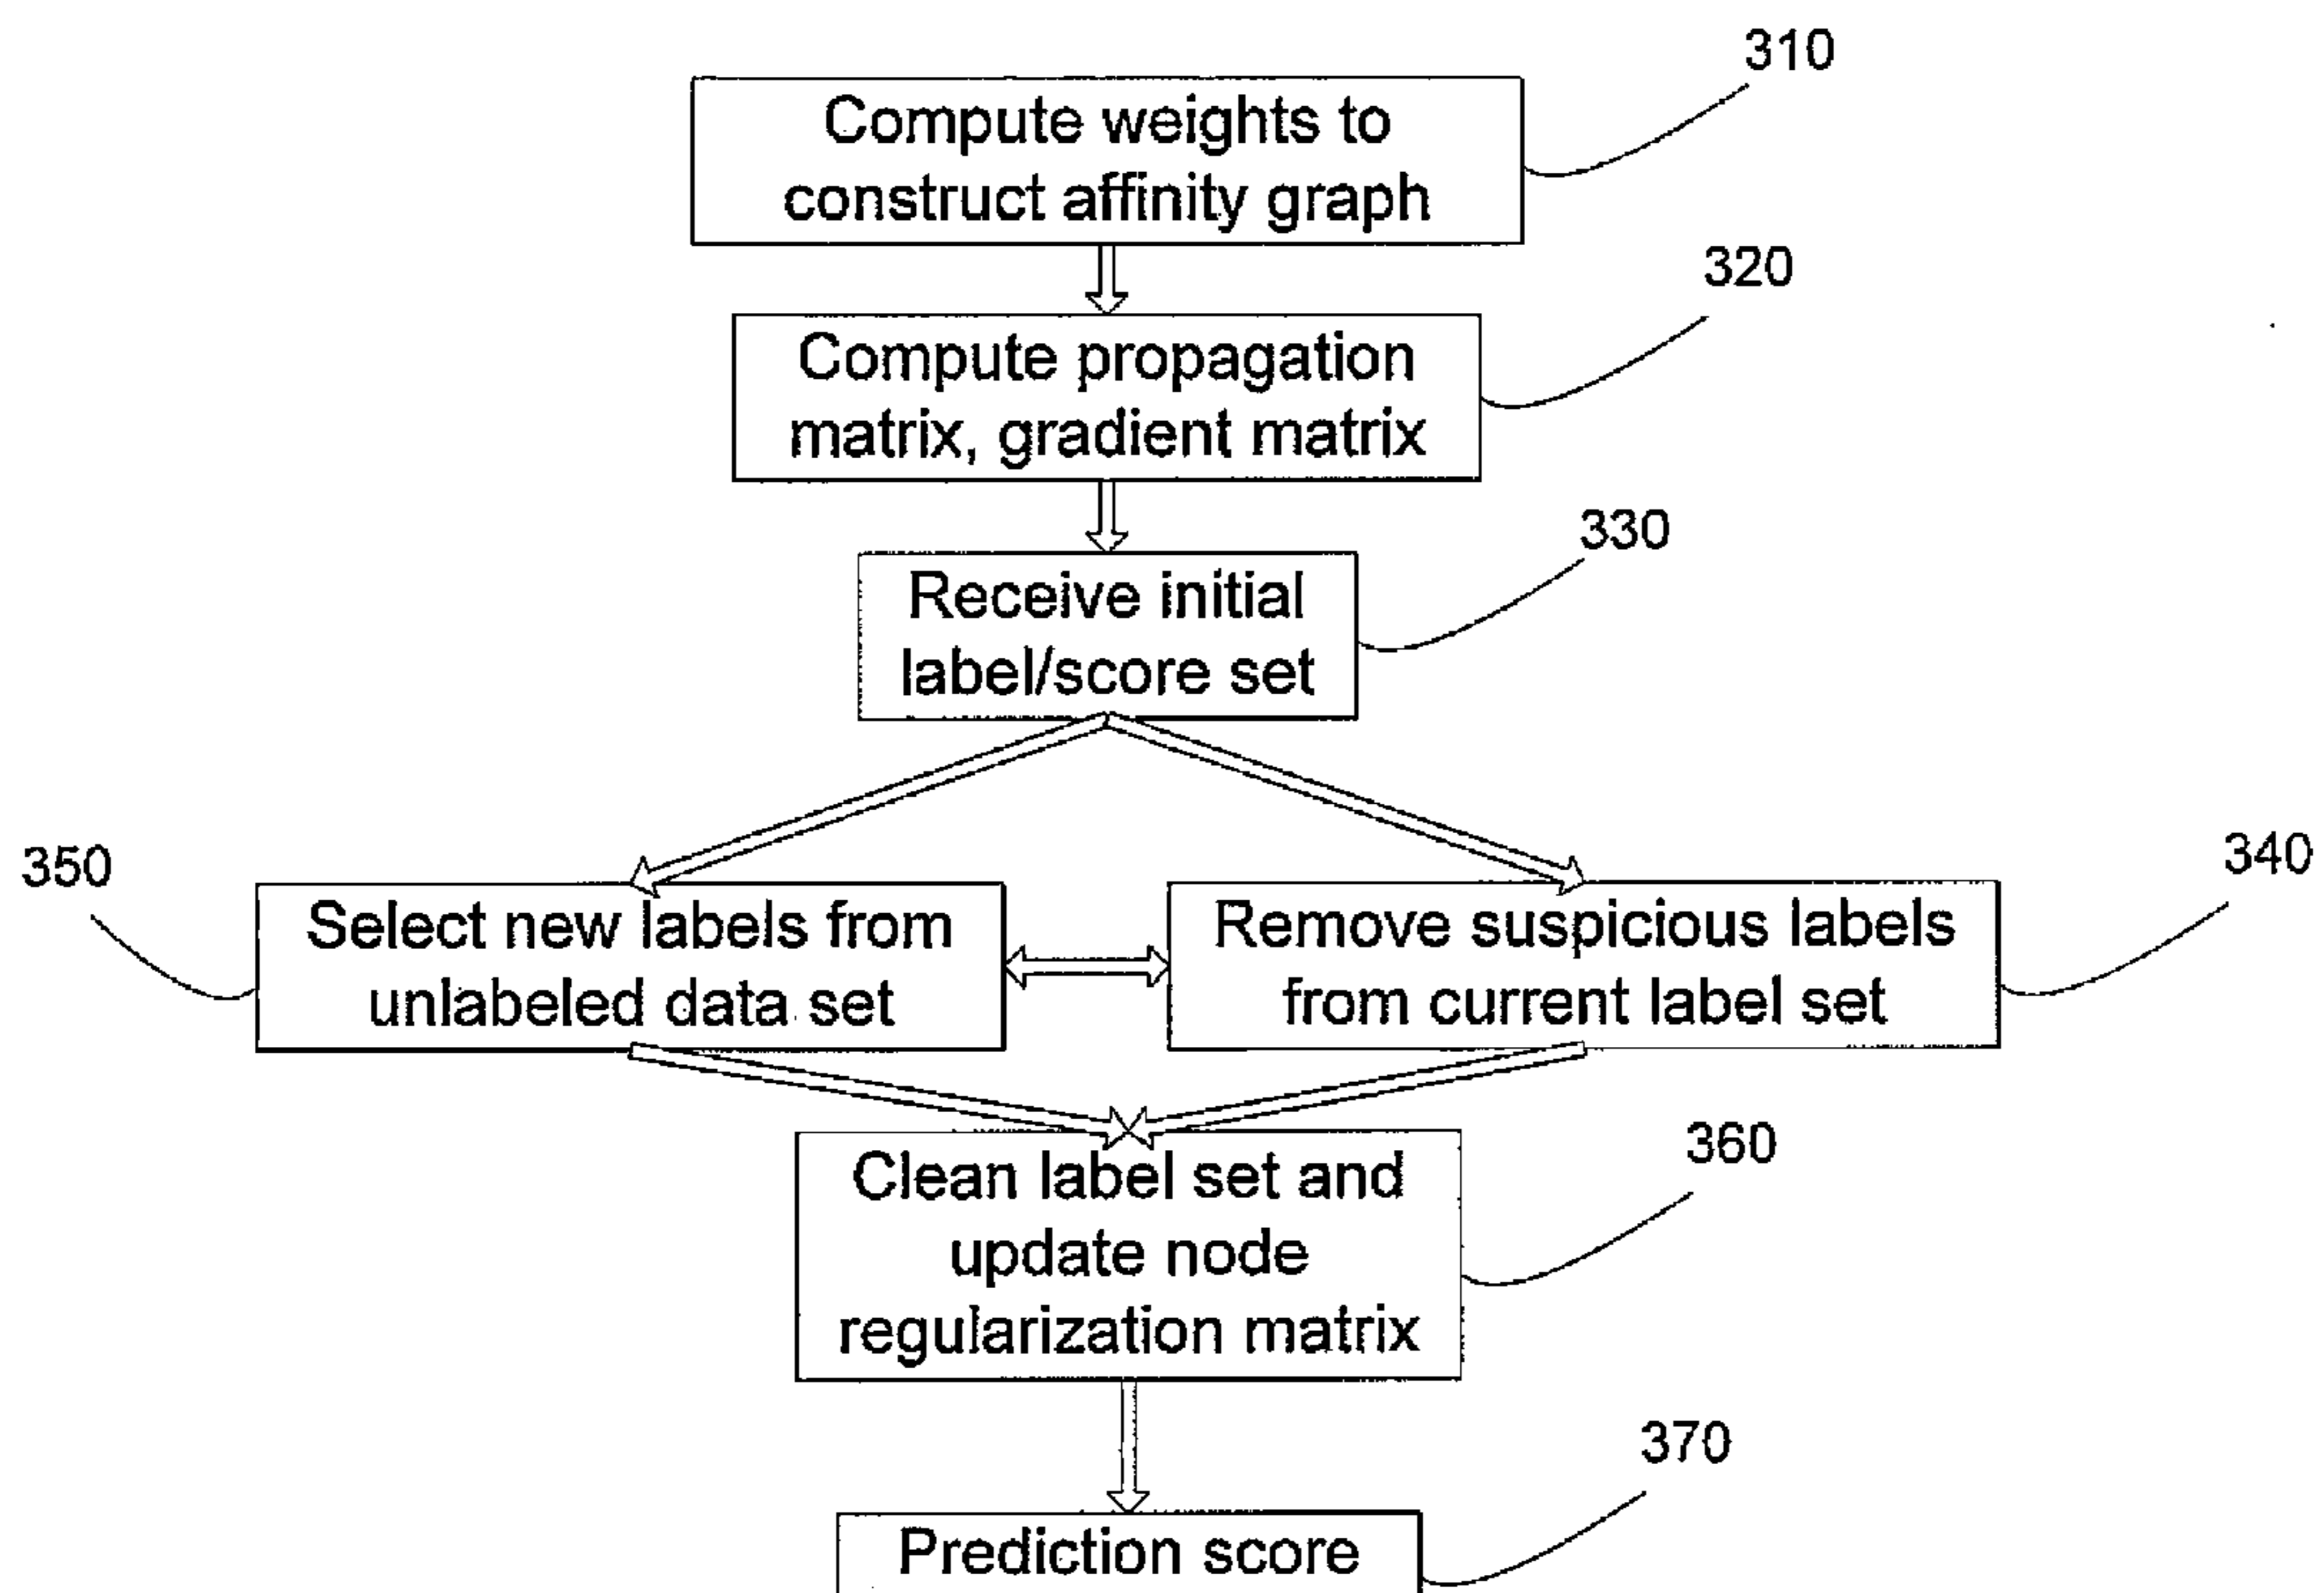 310
Compute weights to
construct affinity graph
320
Compute propagation
matrix, gradient matrix
330
Receive initial
label/score set
350
340
Select new labels from
unlabeled data set
Remove suspicious labels
from current label set
360
Clean label set and
update node
regularization matrix
370
Prediction score